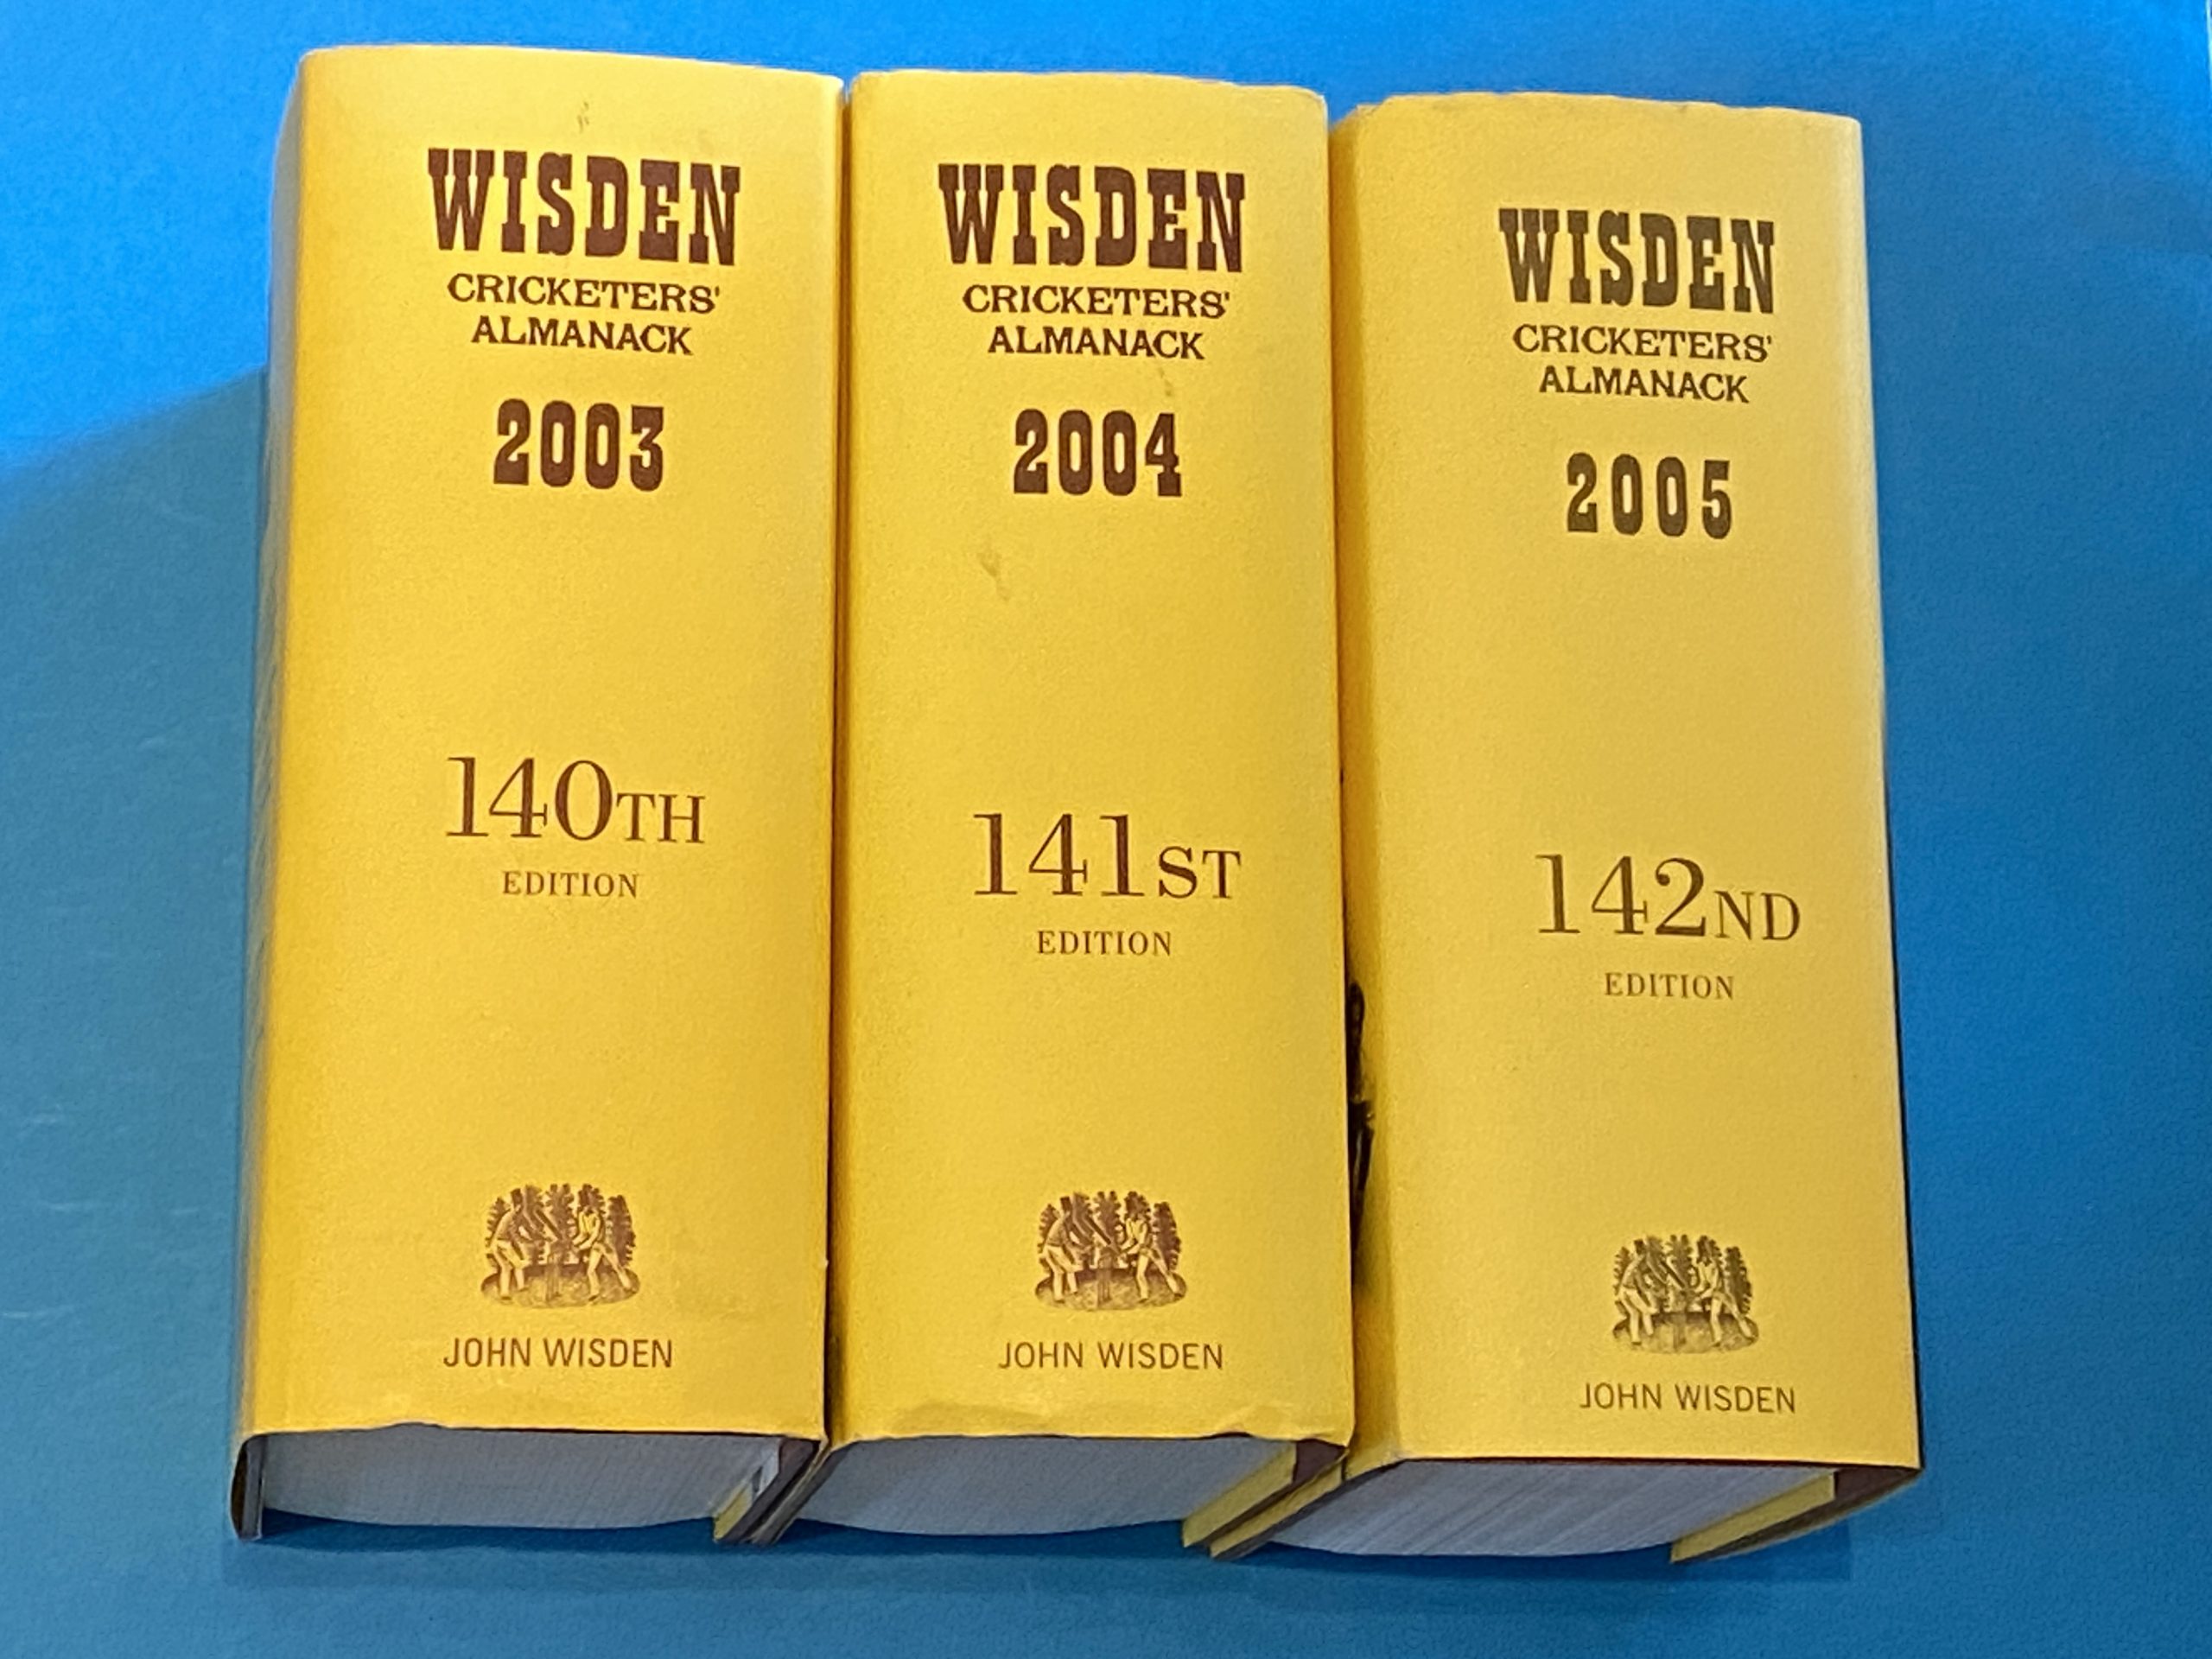 WISDEN
CRICKETERS'
ALMANACK
2003
140TH
EDITION
JOHN WISDEN
WISDEN
CRICKETERS'
ALMANACK
2004
141ST
EDITION
JOHN WISDEN
WISDEN
CRICKETERS'
ALMANACK
2005
142ND
EDITION
JOHN WISDEN